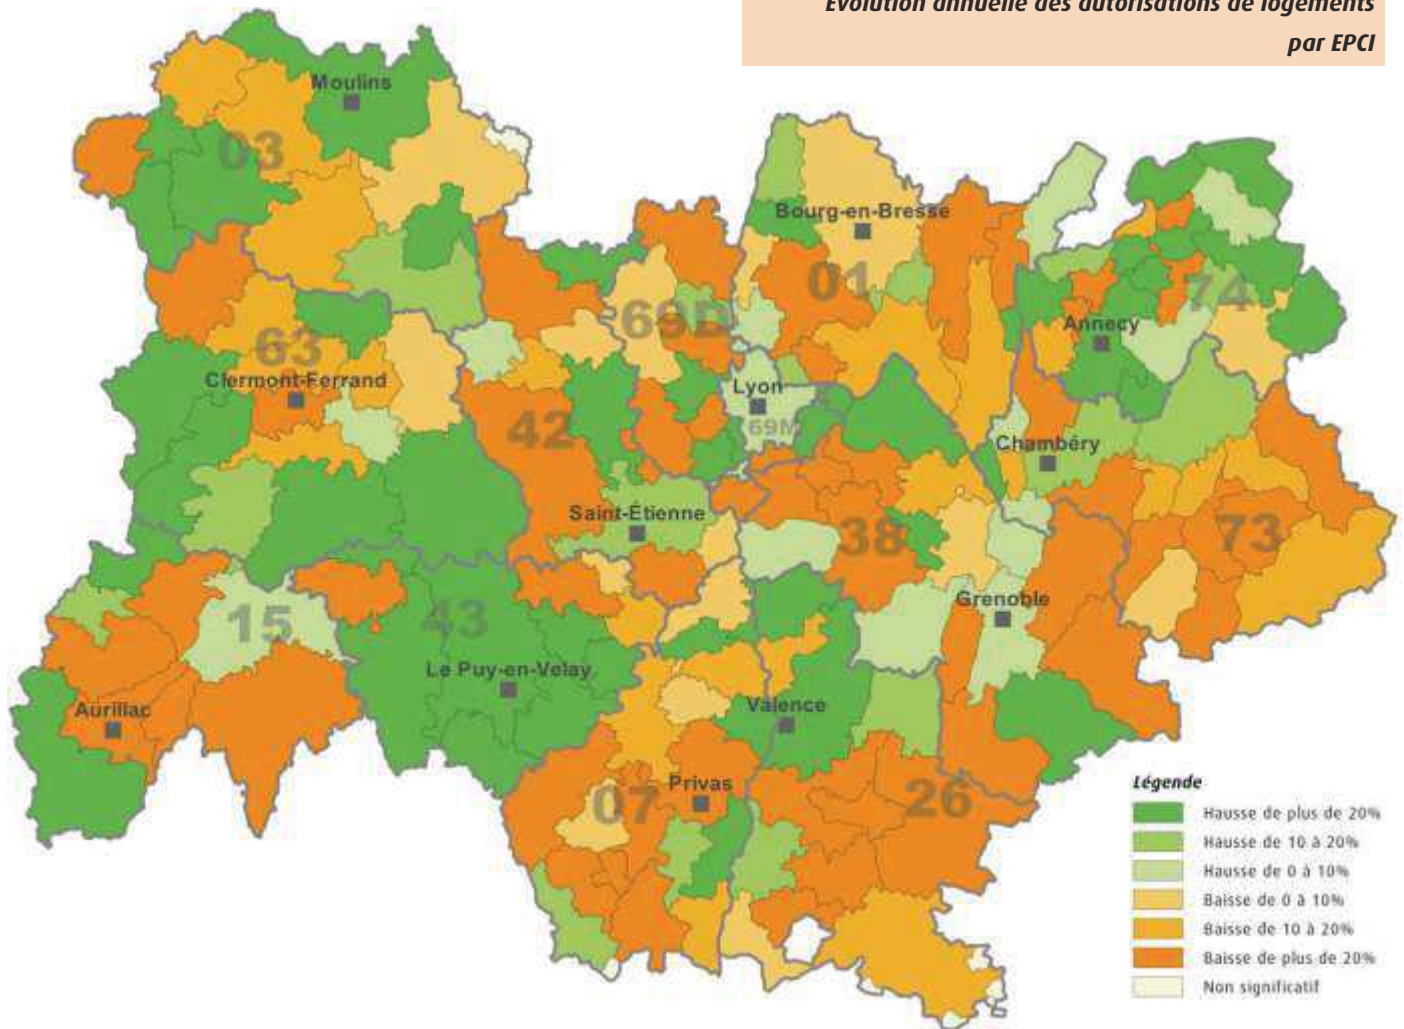 Evolution annuelle des autorisations de logements
par EPCI
Moulins
03
Bourg-en-Bresse
01
74
69D
Annecy
63
Clermont-Ferrand
Lyon
69M
42
Chambéry
Saint-Étienne
38
73
Grenoble
15
43
Le Puy-en-Velay
Aurillac
Valence
Privas
07
26
Légende
Hausse de plus de 20%
Hausse de 10 à 20%
Hausse de 0 à 10%
Baisse de 0 à 10%
Baisse de 10 à 20%
Baisse de plus de 20%
Non significatif